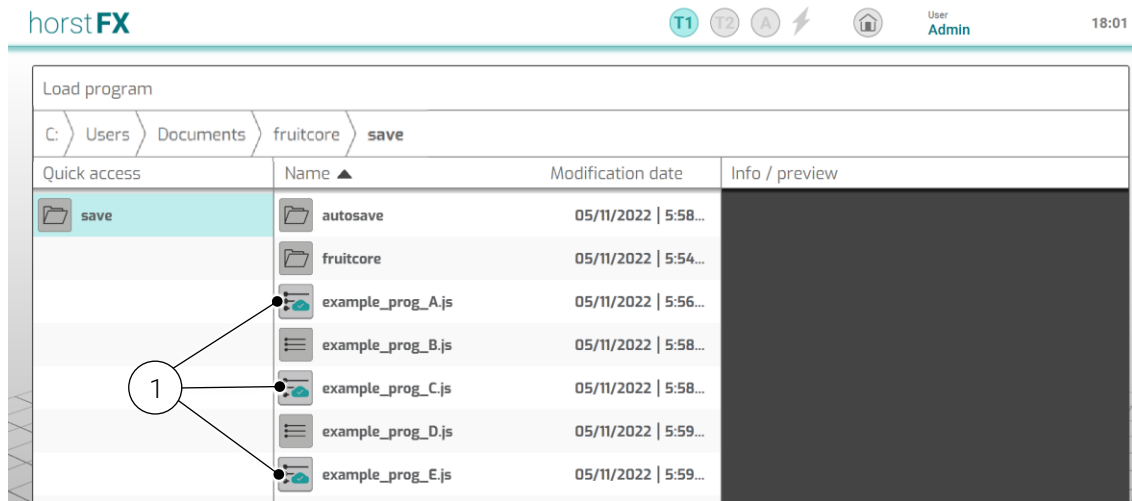 horstFX T1 T2 A User Admin 18:01
Load program
C: Users Documents fruitcore save
Quick access Name Modification date Info / preview
save autosave 05/11/2022 | 5:58...
fruitcore 05/11/2022 | 5:54...
example_prog_A.js 05/11/2022 | 5:56...
example_prog_B.js 05/11/2022 | 5:58...
1 example_prog_C.js 05/11/2022 | 5:58...
example_prog_D.js 05/11/2022 | 5:59...
example_prog_E.js 05/11/2022 | 5:59...